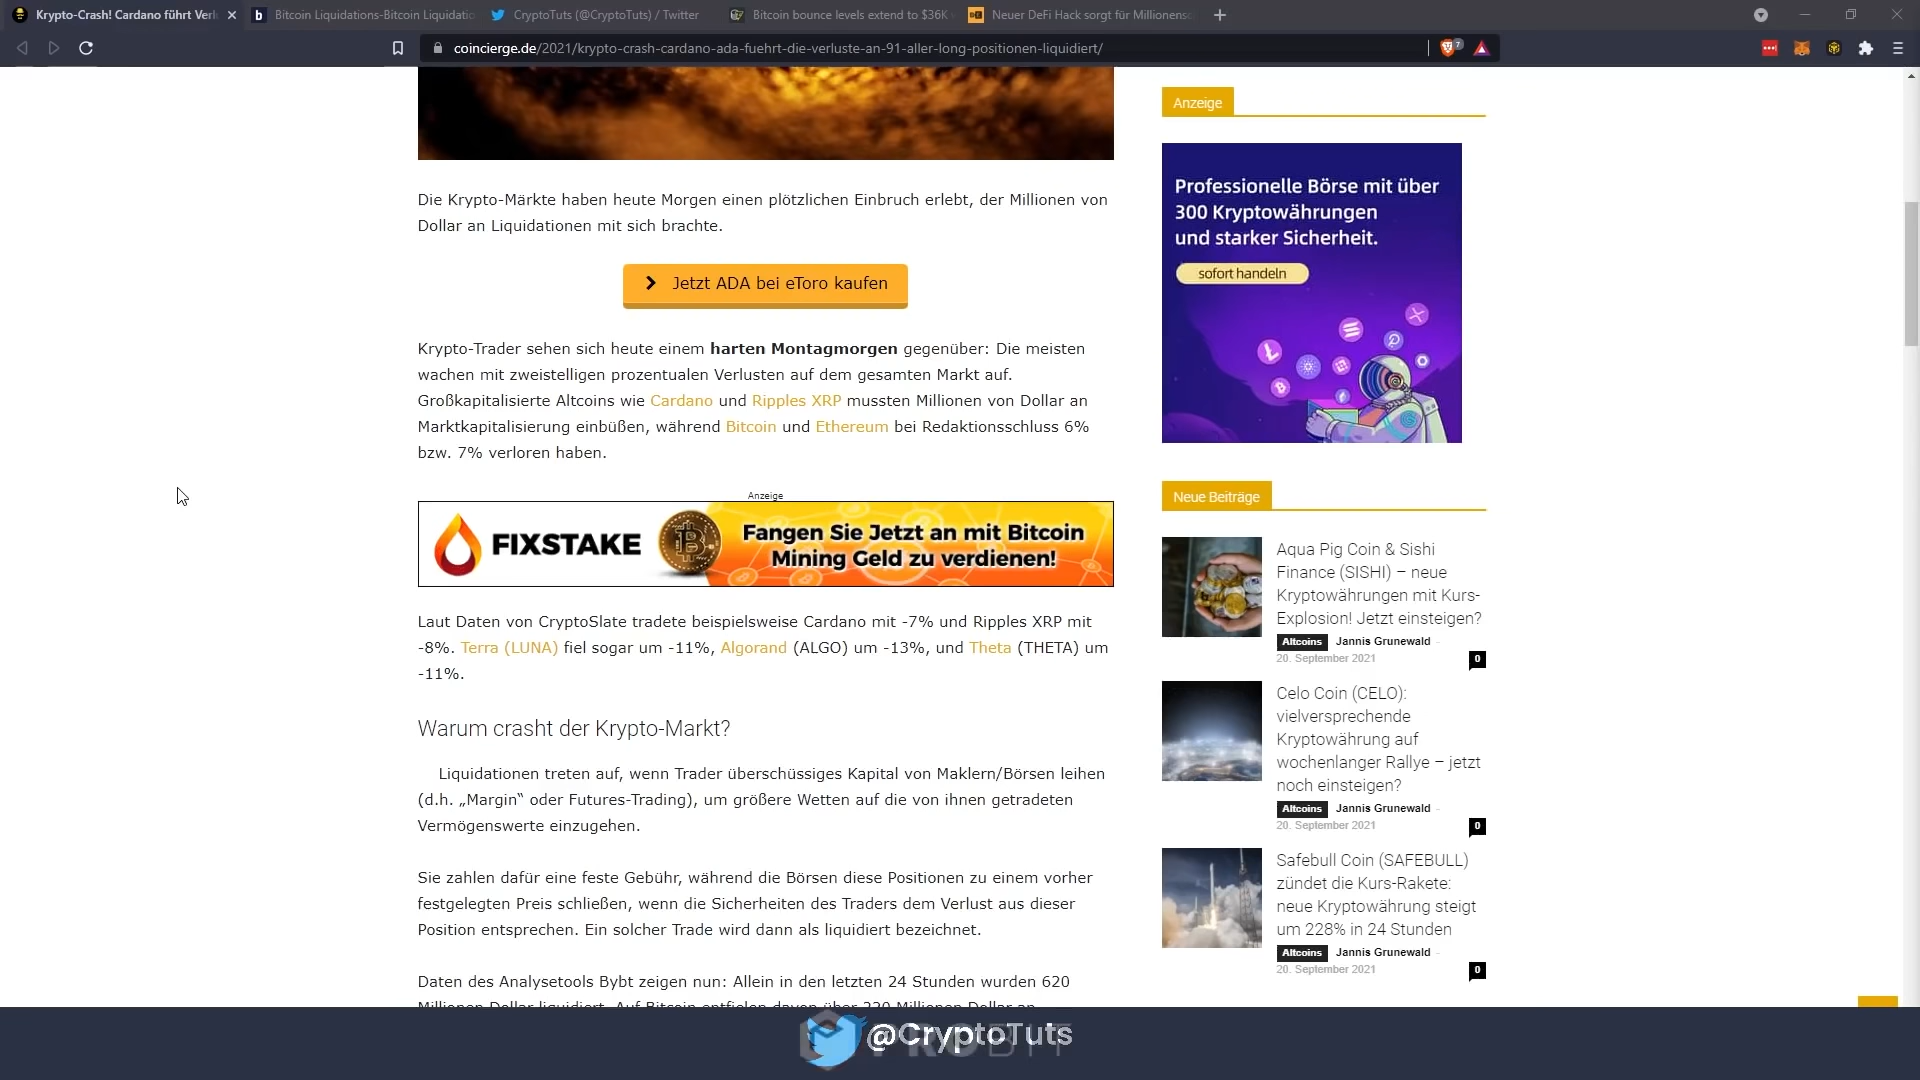 Krypto-Crash! Cardano führt Verl
Bitcoin Liquidations-Bitcoin Liquidatio
CryptoTuts (@CryptoTuts) / Twitter
Bitcoin bounce levels extend to $36K
Neuer DeFi Hack sorgt für Millionensc
coincierge.de/2021/krypto-crash-cardano-ada-fuehrt-die-verluste-an-91-aller-long-positionen-liquidiert/
7
Die Krypto-Märkte haben heute Morgen einen plötzlichen Einbruch erlebt, der Millionen von
Dollar an Liquidationen mit sich brachte.
Jetzt ADA bei eToro kaufen
Krypto-Trader sehen sich heute einem harten Montagmorgen gegenüber: Die meisten
wachen mit zweistelligen prozentualen Verlusten auf dem gesamten Markt auf.
Großkapitalisierte Altcoins wie Cardano und Ripples XRP mussten Millionen von Dollar an
Marktkapitalisierung einbüßen, während Bitcoin und Ethereum bei Redaktionsschluss 6%
bzw. 7% verloren haben.
Anzeige
FIXSTAKE
Fangen Sie Jetzt an mit Bitcoin
Mining Geld zu verdienen!
Laut Daten von CryptoSlate tradete beispielsweise Cardano mit -7% und Ripples XRP mit
-8%. Terra (LUNA) fiel sogar um -11%, Algorand (ALGO) um -13%, und Theta (THETA) um
-11%.
Warum crasht der Krypto-Markt?
Liquidationen treten auf, wenn Trader überschüssiges Kapital von Maklern/Börsen leihen
(d.h. „Margin“ oder Futures-Trading), um größere Wetten auf die von ihnen getradeten
Vermögenswerte einzugehen.
Sie zahlen dafür eine feste Gebühr, während die Börsen diese Positionen zu einem vorher
festgelegten Preis schließen, wenn die Sicherheiten des Traders dem Verlust aus dieser
Position entsprechen. Ein solcher Trade wird dann als liquidiert bezeichnet.
Daten des Analysetools Bybt zeigen nun: Allein in den letzten 24 Stunden wurden 620
Millionen Dollar liquidiert. Auf Bitcoin entfielen davon über 220 Millionen Dollar an
Anzeige
Professionelle Börse mit über
300 Kryptowährungen
und starker Sicherheit.
sofort handeln
Neue Beiträge
Aqua Pig Coin & Sishi
Finance (SISHI) – neue
Kryptowährungen mit Kurs-
Explosion! Jetzt einsteigen?
Altcoins Jannis Grunewald -
20. September 2021
0
Celo Coin (CELO):
vielversprechende
Kryptowährung auf
wochenlanger Rallye – jetzt
noch einsteigen?
Altcoins Jannis Grunewald -
20. September 2021
0
Safebull Coin (SAFEBULL)
zündet die Kurs-Rakete:
neue Kryptowährung steigt
um 228% in 24 Stunden
Altcoins Jannis Grunewald -
20. September 2021
0
@CryptoTuts